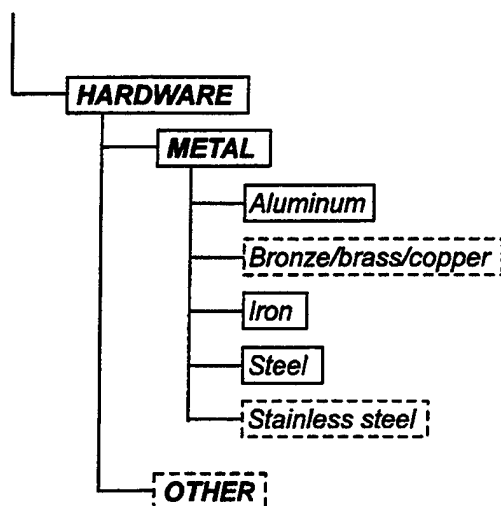 HARDWARE
METAL
Aluminum
Bronze/brass/copper
Iron
Steel
Stainless steel
OTHER